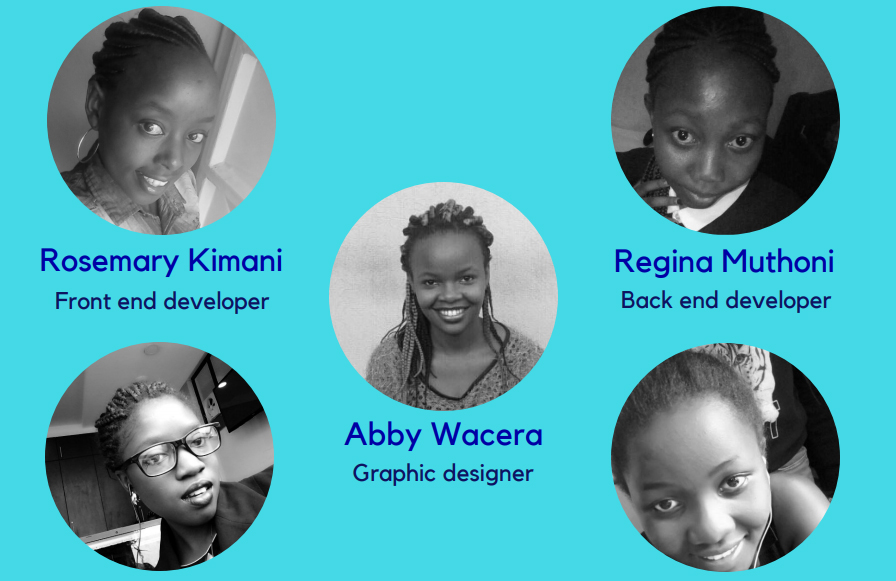 Rosemary Kimani
Front end developer
Regina Muthoni
Back end developer
Abby Wacera
Graphic designer